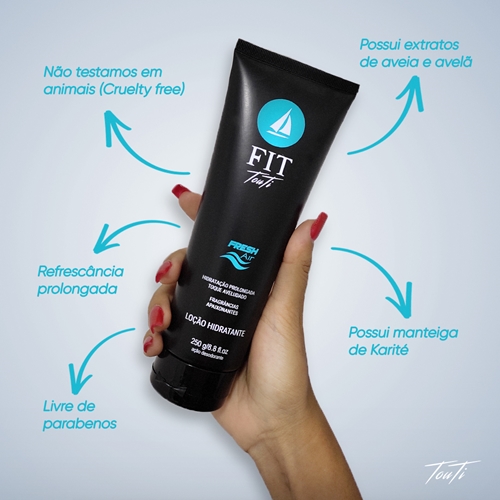 Não testamos em
animais (Cruelty free)
Possui extratos
de aveia e avelã
FIT
TouTi
FRESH
Air
HIDRATAÇÃO PROLONGADA
TOQUE AVELUDADO
FRAGRÂNCIAS
APAIXONANTES
LOÇÃO HIDRATANTE
250 g/8.8 fl.oz
ação desodorante
Refrescância
prolongada
Possui manteiga
de Karité
Livre de
parabenos
TouTi